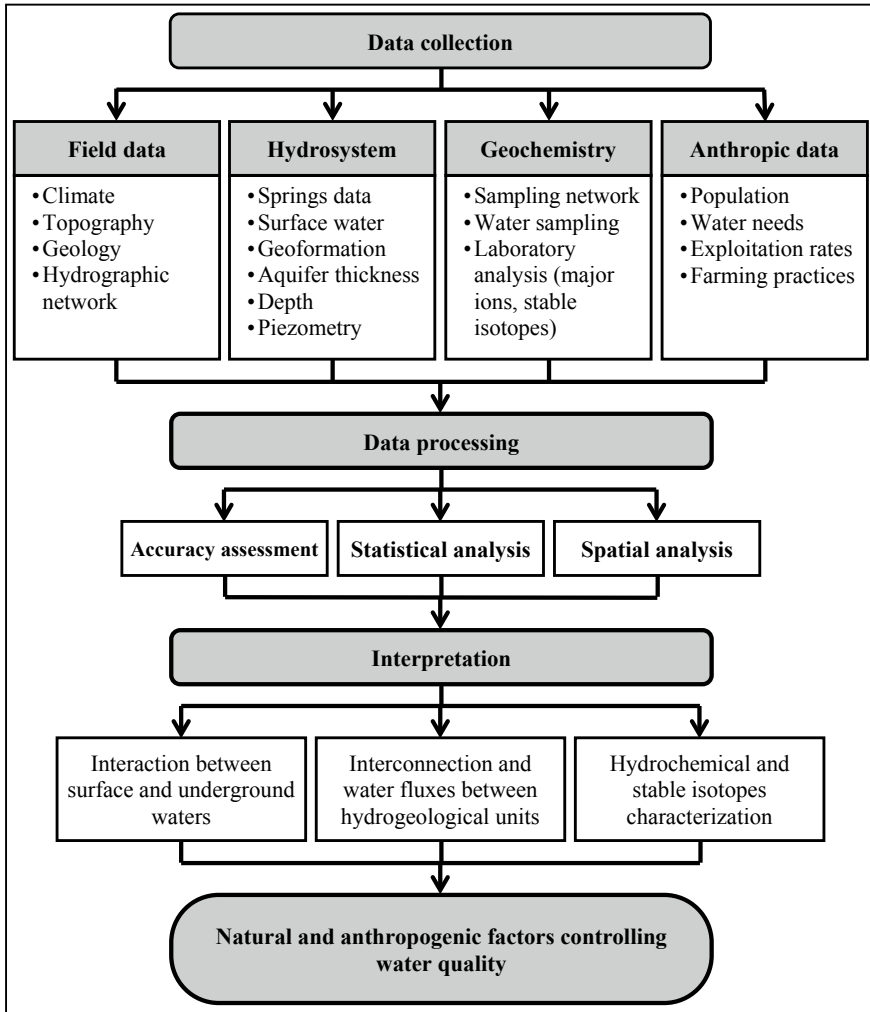 Data collection
Field data
• Climate
• Topography
• Geology
• Hydrographic
network
Hydrosystem
• Springs data
• Surface water
• Geoformation
• Aquifer thickness
• Depth
• Piezometry
Geochemistry
• Sampling network
• Water sampling
• Laboratory
analysis (major
ions, stable
isotopes)
Anthropic data
• Population
• Water needs
• Exploitation rates
• Farming practices
Data processing
Accuracy assessment
Statistical analysis
Spatial analysis
Interpretation
Interaction between
surface and underground
waters
Interconnection and
water fluxes between
hydrogeological units
Hydrochemical and
stable isotopes
characterization
Natural and anthropogenic factors controlling
water quality